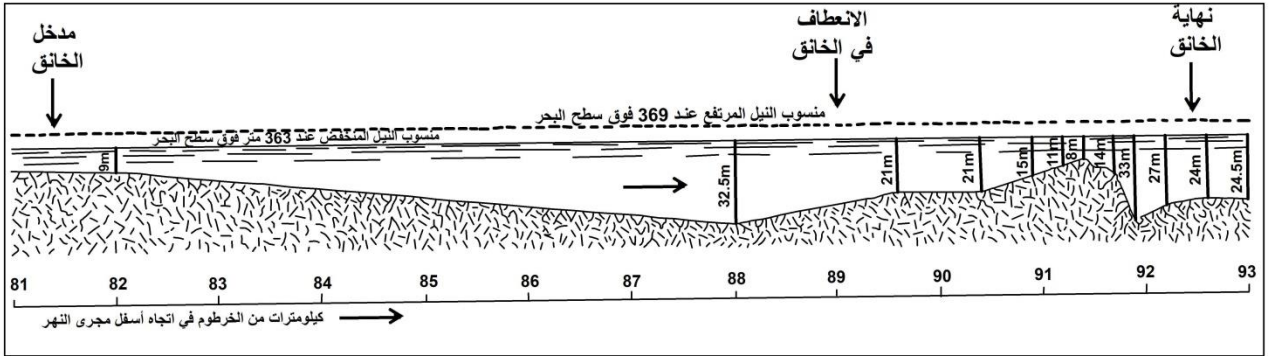 مدخل
الخانق
الانعطاف
في الخانق
نهاية
الخانق
منسوب النيل المرتفع عند 369 فوق سطح البحر
منسوب النيل المنخفض عند 363 متر فوق سطح البحر
9m
32.5m
21m
21m
15m
11m
8m
14m
33m
27m
24m
24.5m
81 82 83 84 85 86 87 88 89 90 91 92 93
كيلومترات من الخرطوم في اتجاه أسفل مجرى النهر